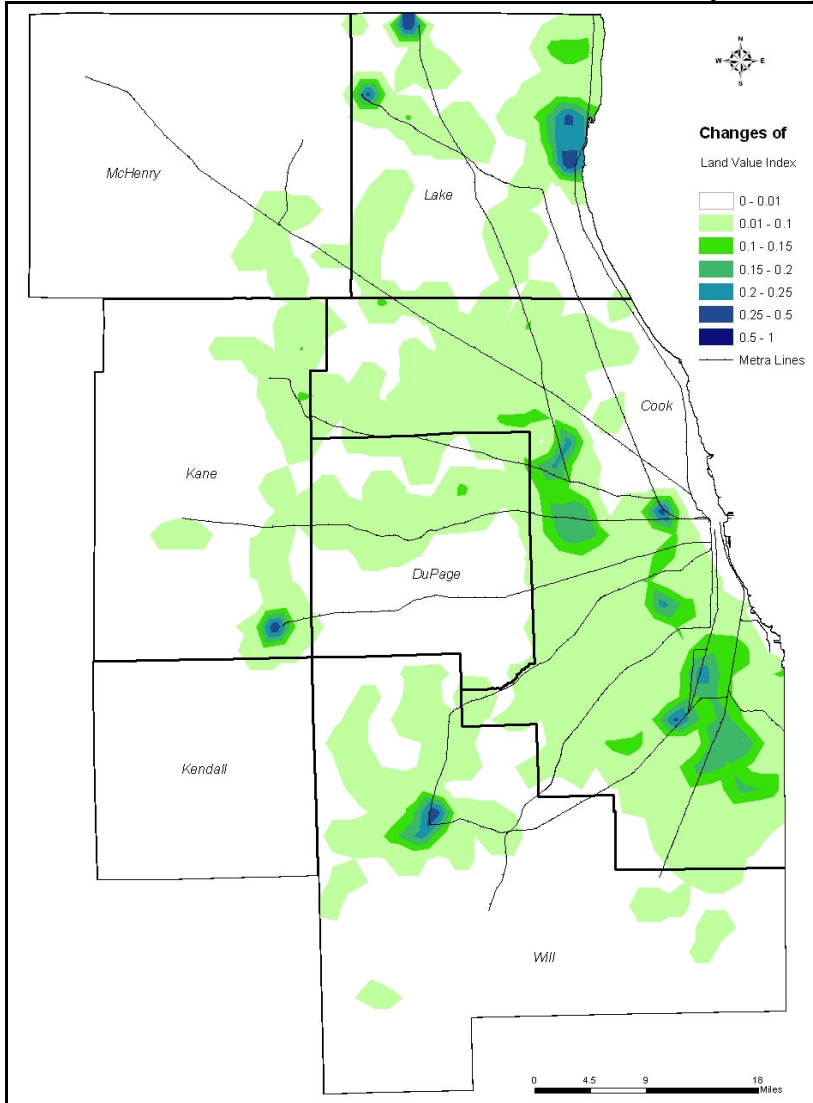 N
W E
S
Changes of
Land Value Index
0 - 0.01
0.01 - 0.1
0.1 - 0.15
0.15 - 0.2
0.2 - 0.25
0.25 - 0.5
0.5 - 1
Metra Lines
McHenry
Lake
Cook
Kane
DuPage
Kendall
Will
0 4.5 9 18
Miles